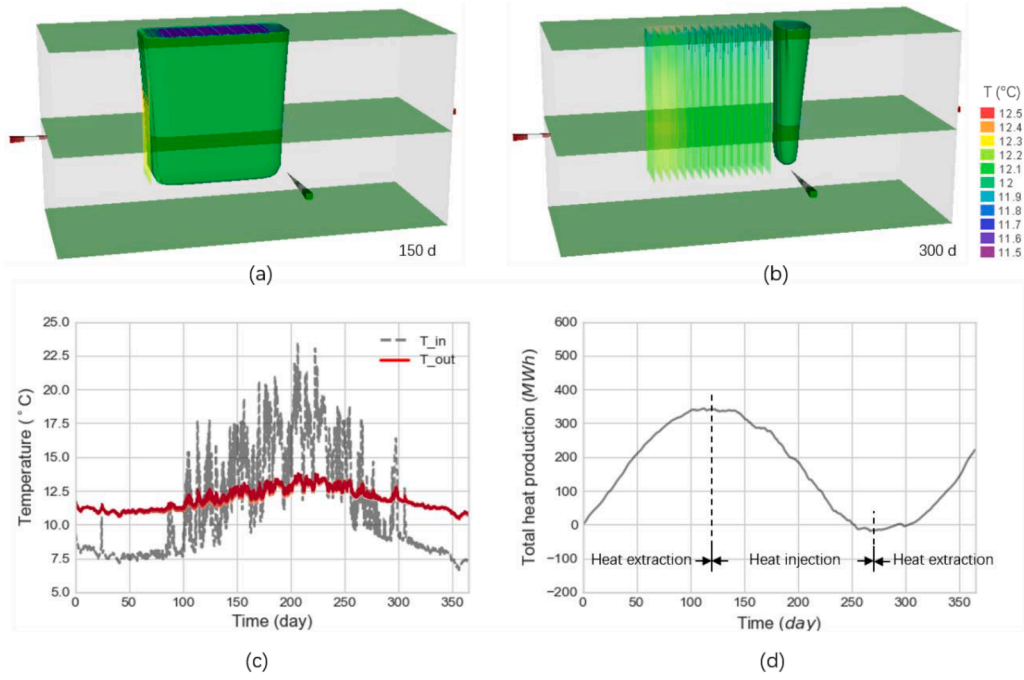 T (°C)
12.5
12.4
12.3
12.2
12.1
12
11.9
11.8
11.7
11.6
11.5
150 d
300 d
(a)
(b)
25.0
22.5
20.0
17.5
15.0
12.5
10.0
7.5
5.0
Temperature (°C)
T_in
T_out
0 50 100 150 200 250 300 350
Time (day)
600
500
400
300
200
100
0
−100
−200
Total heat production (MWh)
Heat extraction Heat injection Heat extraction
0 50 100 150 200 250 300 350
Time (day)
(c)
(d)